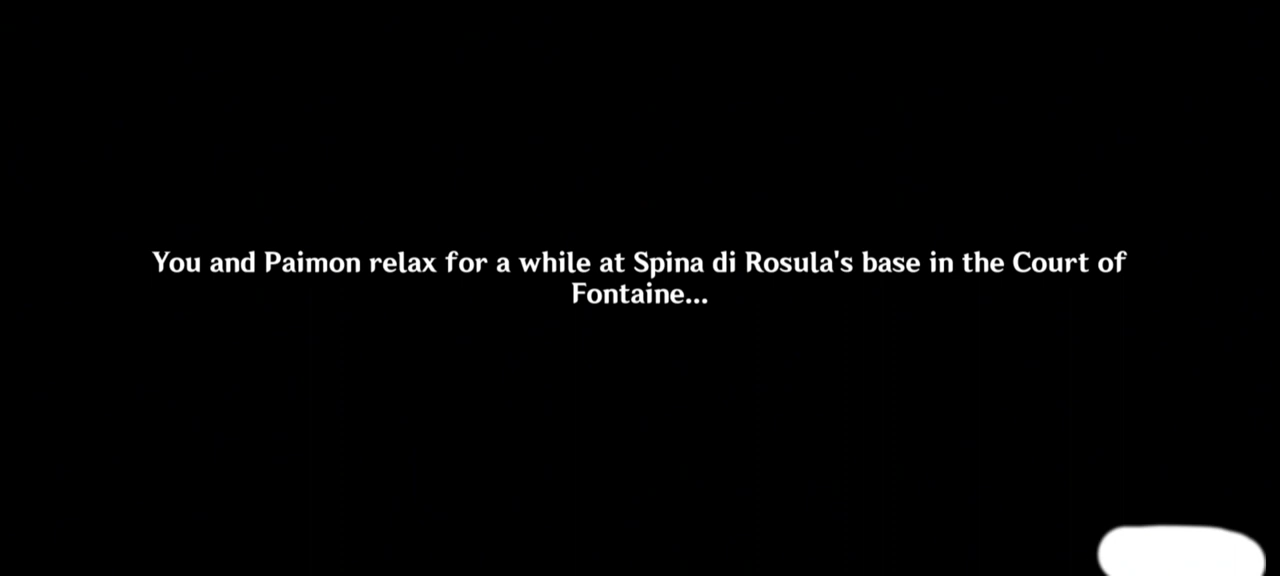 You and Paimon relax for a while at Spina di Rosula's base in the Court of
Fontaine...